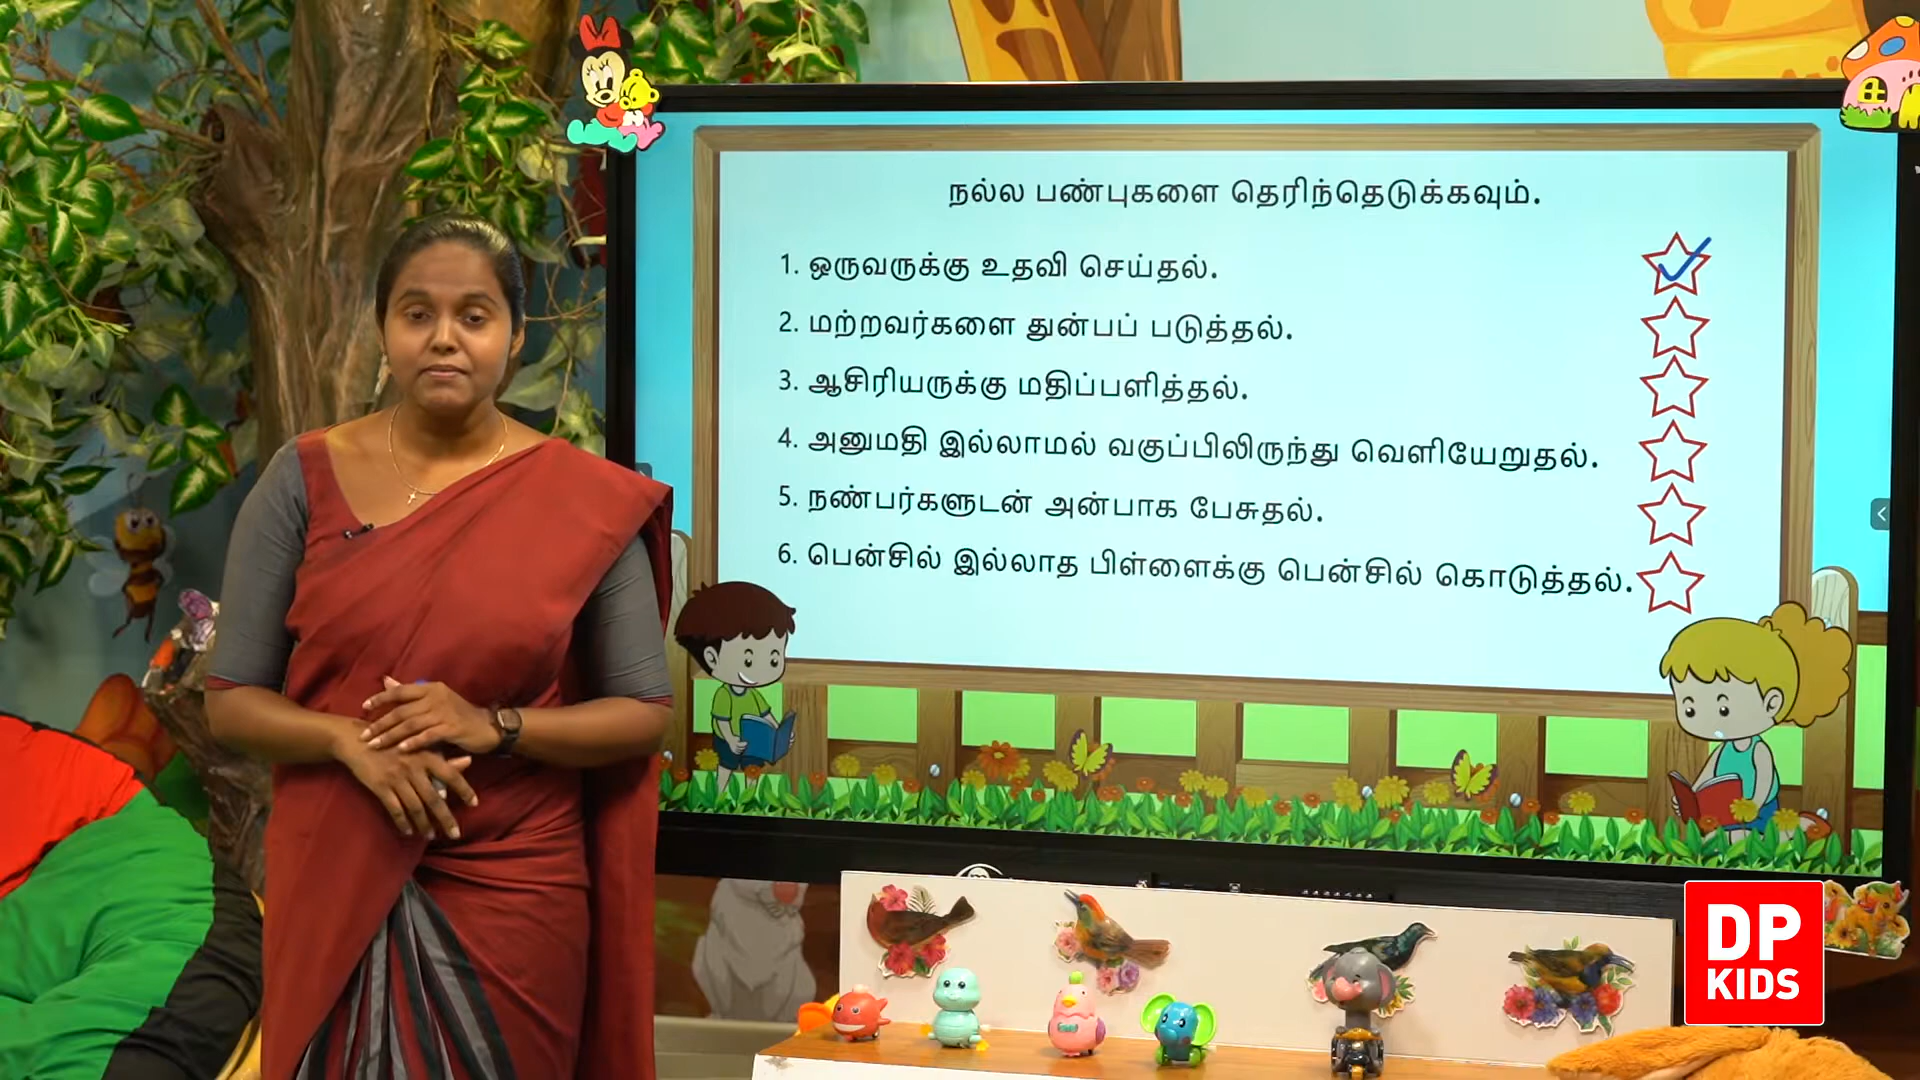 நல்ல பண்புகளை தெரிந்தெடுக்கவும்.
1. ஒருவருக்கு உதவி செய்தல்.
2. மற்றவர்களை துன்பப் படுத்தல்.
3. ஆசிரியருக்கு மதிப்பளித்தல்.
4. அனுமதி இல்லாமல் வகுப்பிலிருந்து வெளியேறுதல்.
5. நண்பர்களுடன் அன்பாக பேசுதல்.
6. பென்சில் இல்லாத பிள்ளைக்கு பென்சில் கொடுத்தல்.
DP
KIDS